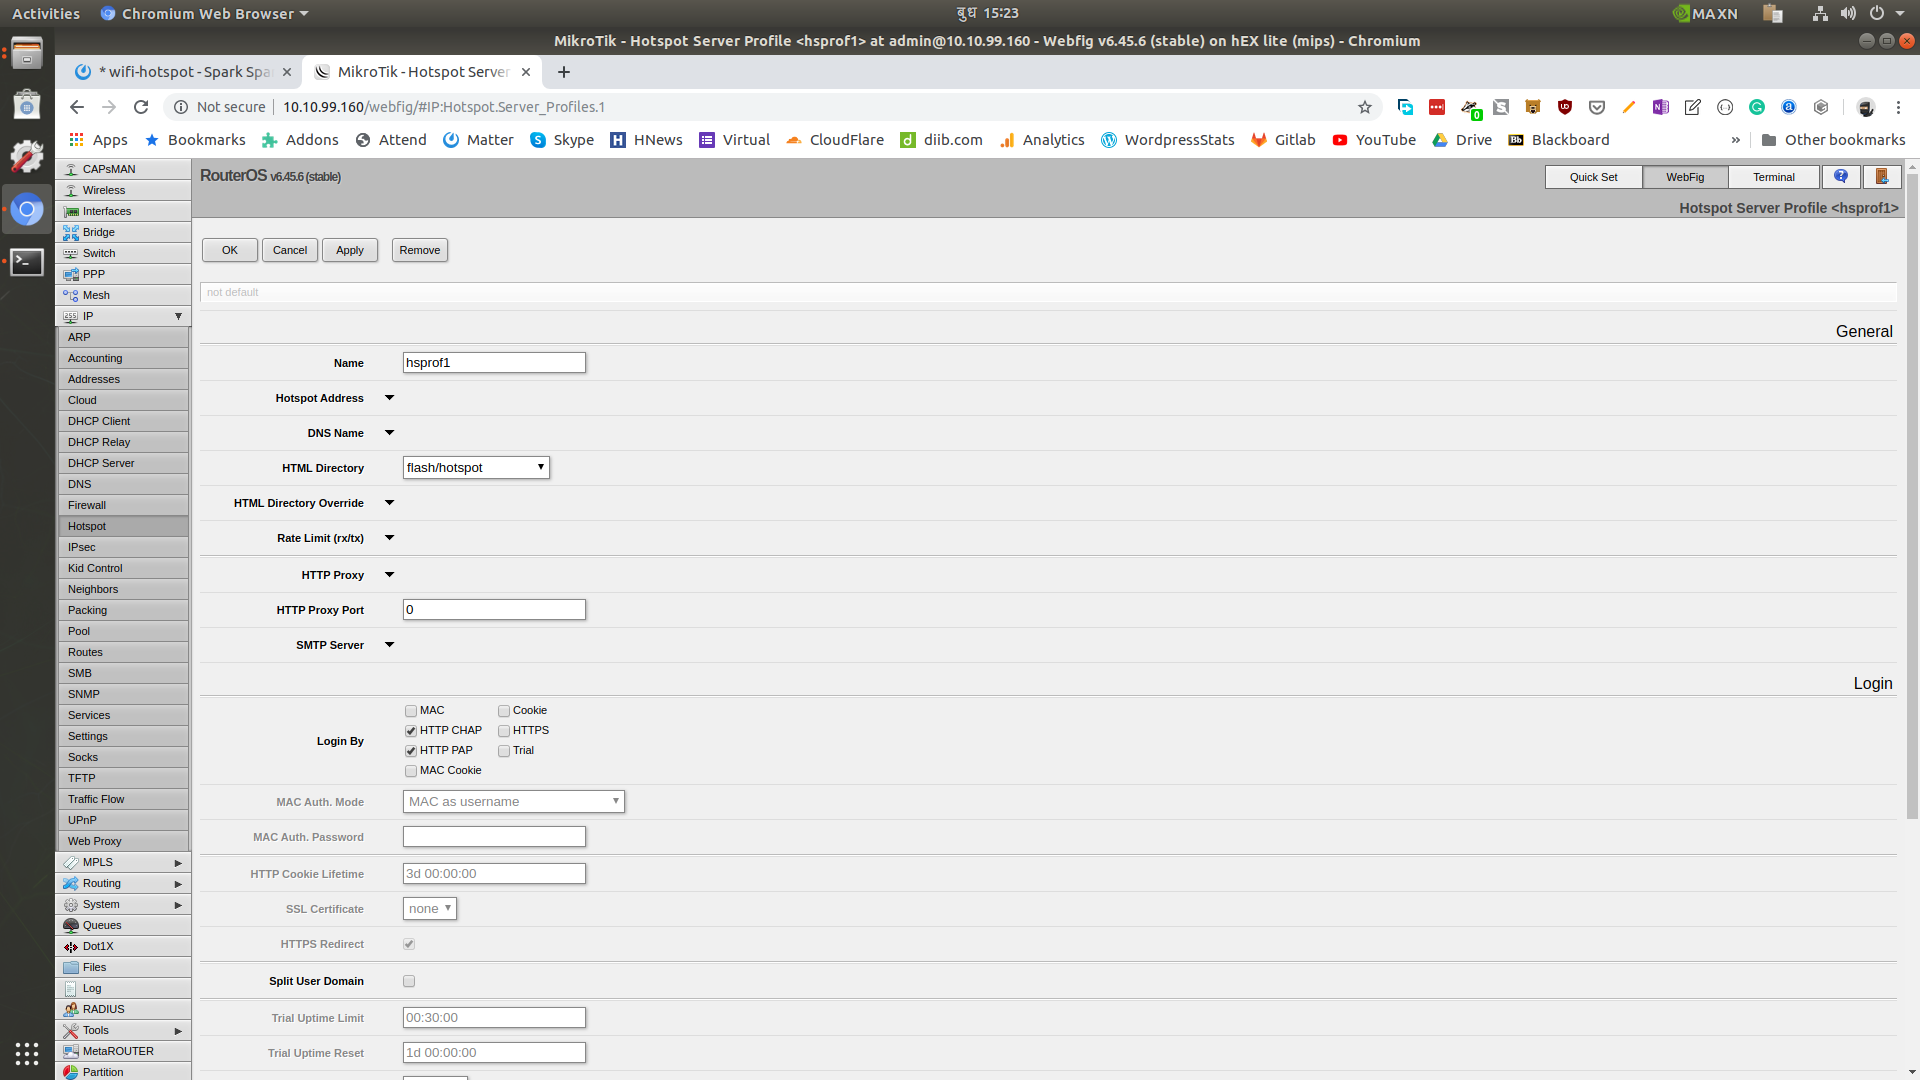 Activities Chromium Web Browser बुध 15:23 MAXN
MikroTik - Hotspot Server Profile <hsprof1> at admin@10.10.99.160 - Webfig v6.45.6 (stable) on hEX lite (mips) - Chromium
* wifi-hotspot - Spark Spa MikroTik - Hotspot Server
Not secure 10.10.99.160/webfig/#IP:Hotspot.Server_Profiles.1
Apps Bookmarks Addons Attend Matter Skype HNews Virtual CloudFlare diib.com Analytics WordpressStats Gitlab YouTube Drive Blackboard » Other bookmarks
CAPsMAN
Wireless
Interfaces
Bridge
Switch
PPP
Mesh
IP
ARP
Accounting
Addresses
Cloud
DHCP Client
DHCP Relay
DHCP Server
DNS
Firewall
Hotspot
IPsec
Kid Control
Neighbors
Packing
Pool
Routes
SMB
SNMP
Services
Settings
Socks
TFTP
Traffic Flow
UPnP
Web Proxy
MPLS
Routing
System
Queues
Dot1X
Files
Log
RADIUS
Tools
MetaROUTER
Partition
RouterOS v6.45.6 (stable)
Quick Set WebFig Terminal
Hotspot Server Profile <hsprof1>
OK Cancel Apply Remove
not default
General
Name hsprof1
Hotspot Address
DNS Name
HTML Directory flash/hotspot
HTML Directory Override
Rate Limit (rx/tx)
HTTP Proxy
HTTP Proxy Port 0
SMTP Server
Login
Login By
MAC Cookie
HTTP CHAP HTTPS
HTTP PAP Trial
MAC Cookie
MAC Auth. Mode MAC as username
MAC Auth. Password
HTTP Cookie Lifetime 3d 00:00:00
SSL Certificate none
HTTPS Redirect
Split User Domain
Trial Uptime Limit 00:30:00
Trial Uptime Reset 1d 00:00:00